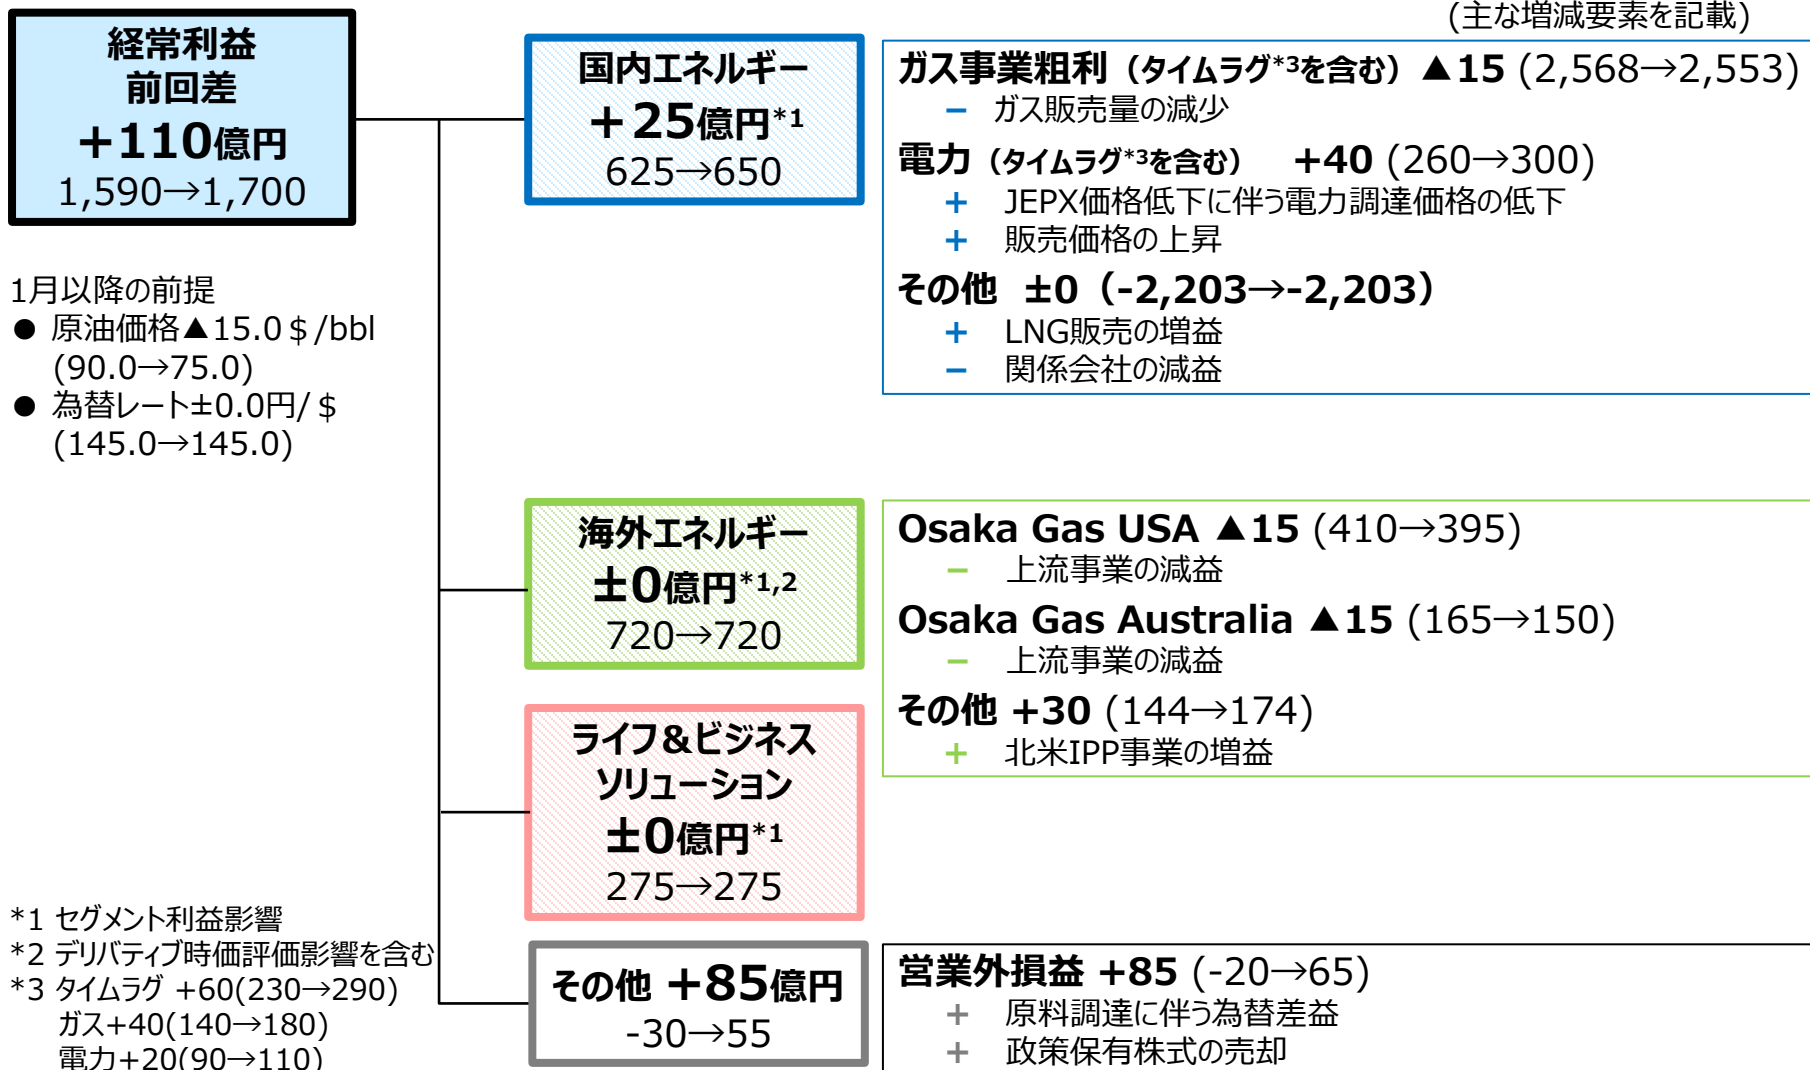 (主な増減要素を記載)
経常利益
前回差
+110億円
1,590→1,700
1月以降の前提
● 原油価格▲15.0＄/bbl
(90.0→75.0)
● 為替レート±0.0円/＄
(145.0→145.0)
国内エネルギー
+25億円*1
625→650
ガス事業粗利（タイムラグ*3を含む）▲15 (2,568→2,553)
－ ガス販売量の減少
電力（タイムラグ*3を含む） +40 (260→300)
＋ JEPX価格低下に伴う電力調達価格の低下
＋ 販売価格の上昇
その他 ±0（-2,203→-2,203）
＋ LNG販売の増益
－ 関係会社の減益
海外エネルギー
±0億円*1,2
720→720
Osaka Gas USA ▲15 (410→395)
－ 上流事業の減益
Osaka Gas Australia ▲15 (165→150)
－ 上流事業の減益
その他 +30 (144→174)
＋ 北米IPP事業の増益
ライフ&ビジネス
ソリューション
±0億円*1
275→275
その他 +85億円
-30→55
営業外損益 +85 (-20→65)
＋ 原料調達に伴う為替差益
＋ 政策保有株式の売却
*1 セグメント利益影響
*2 デリバティブ時価評価影響を含む
*3 タイムラグ +60(230→290)
ガス+40(140→180)
電力+20(90→110)